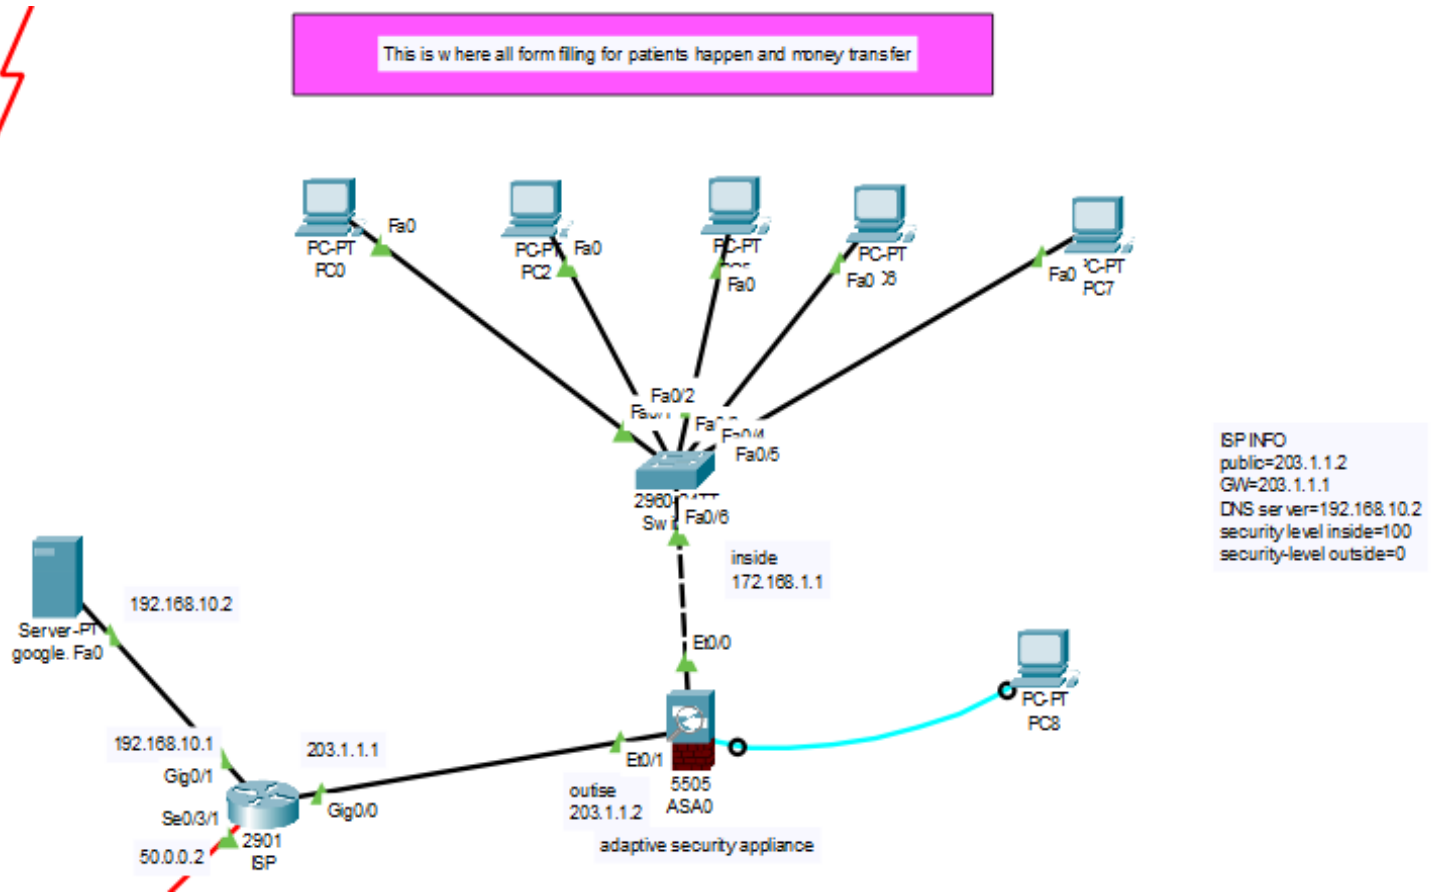 This is where all form filling for patients happen and money transfer
Fa0
PC-PT
PC0
Fa0
PC-PT
PC2
PC-PT
Fa0
PC-PT
Fa0
Fa0
PC-PT
PC7
Fa0/2
Fa0/5
Fa0/6
ISP INFO
public=203.1.1.2
GW=203.1.1.1
DNS server=192.168.10.2
security level inside=100
security-level outside=0
inside
172.168.1.1
192.168.10.2
Server-PT
google. Fa0
Et0/0
PC-PT
PC8
192.168.10.1
Gig0/1
203.1.1.1
Et0/1
5505
ASA0
outise
203.1.1.2
Gig0/0
Se0/3/1
2901
ISP
50.0.0.2
adaptive security appliance